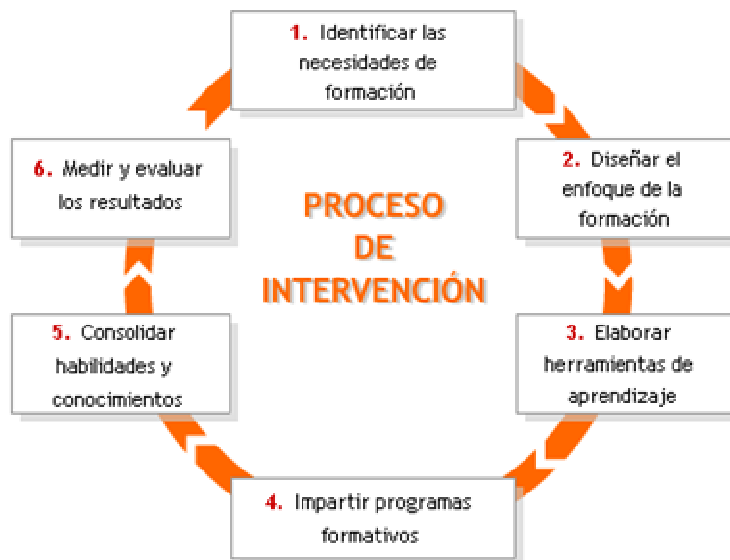 1. Identificar las
necesidades de
formación
2. Diseñar el
enfoque de la
formación
3. Elaborar
herramientas de
aprendizaje
4. Impartir programas
formativos
5. Consolidar
habilidades y
conocimientos
6. Medir y evaluar
los resultados
PROCESO
DE
INTERVENCIÓN